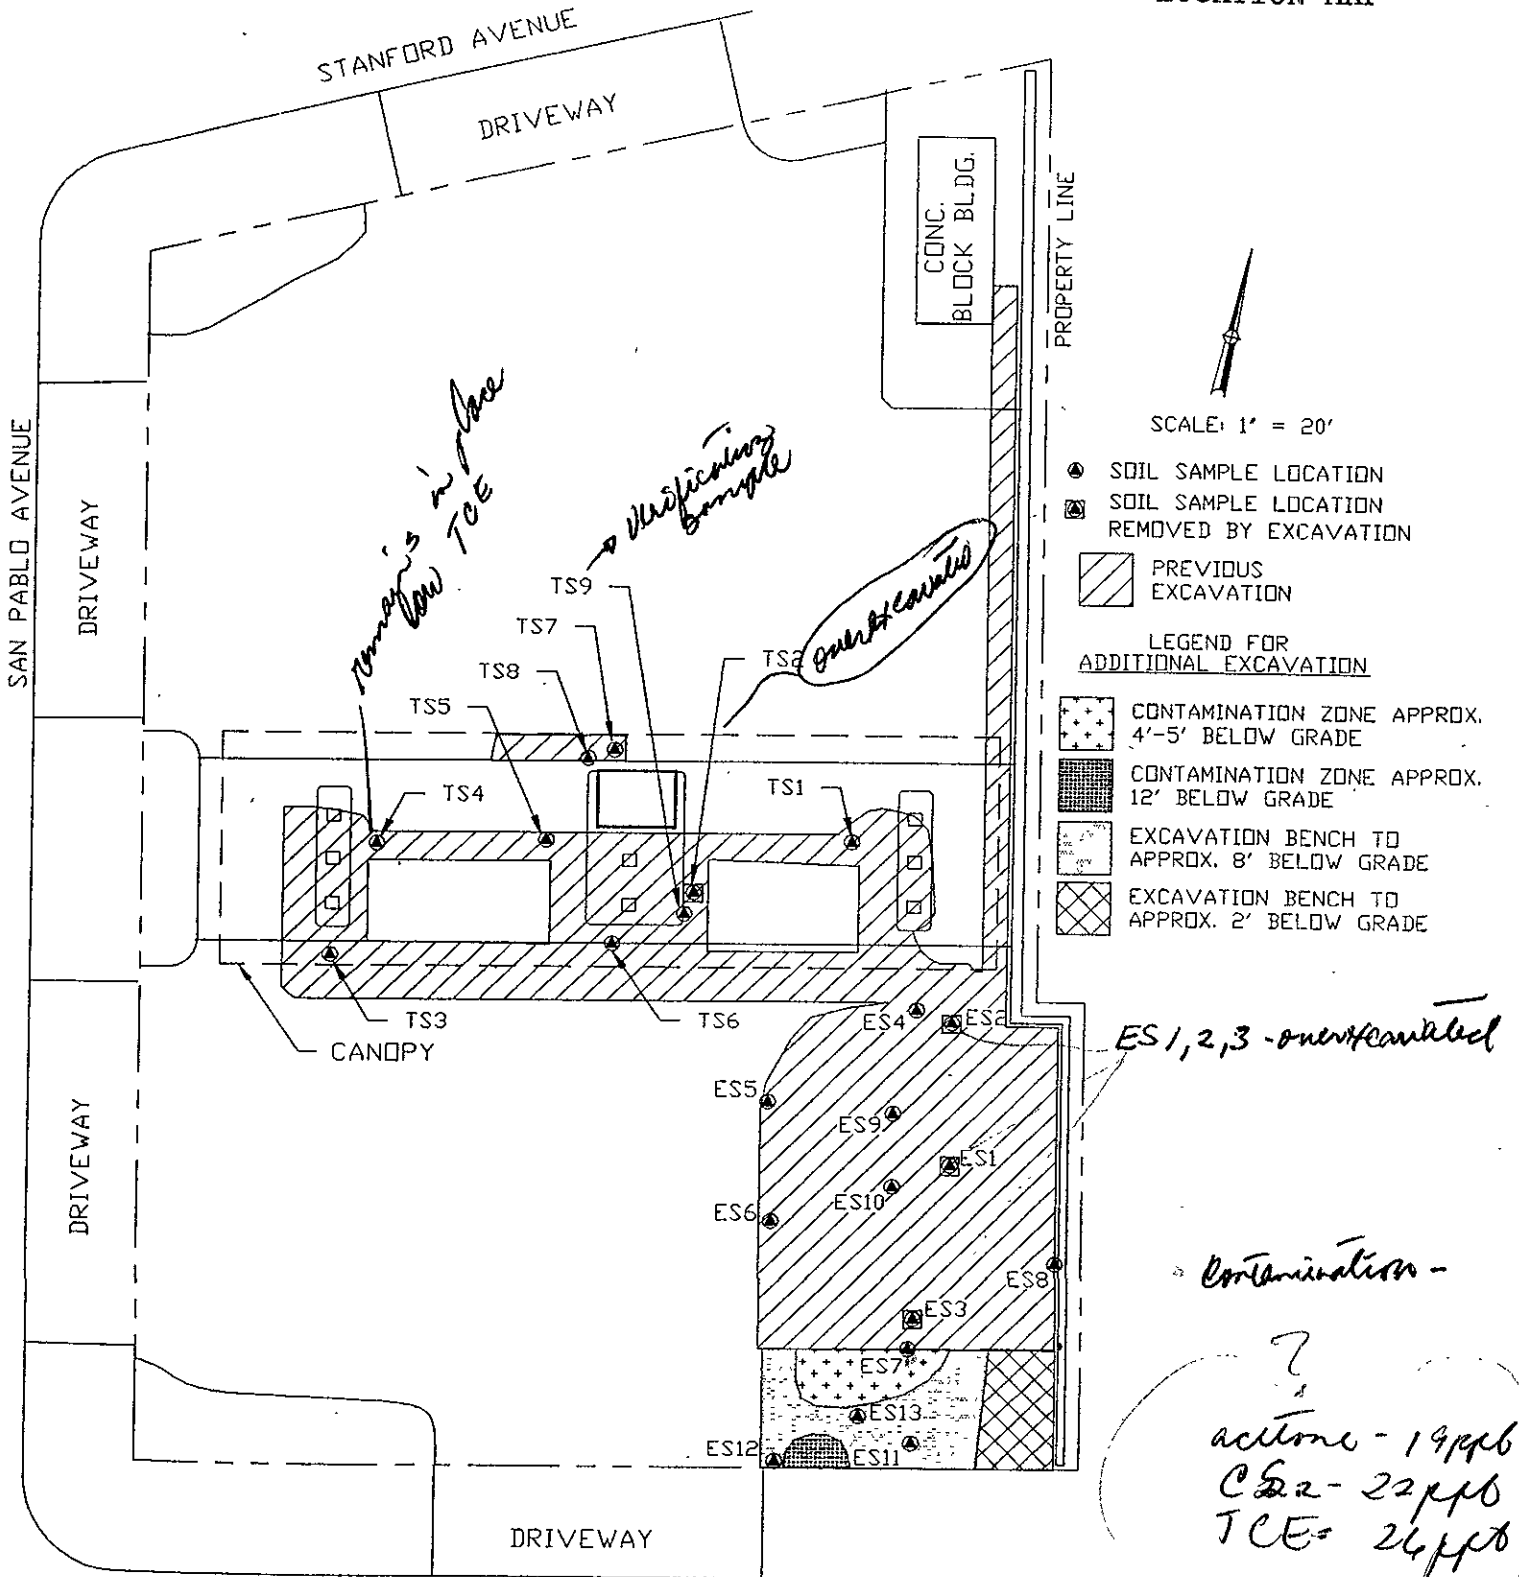 LOCATION MAP
STANFORD AVENUE
DRIVEWAY
CONC.
BLOCK BLDG.
PROPERTY LINE
SAN PABLO AVENUE
DRIVEWAY
SCALE: 1" = 20'
SOIL SAMPLE LOCATION
SOIL SAMPLE LOCATION
REMOVED BY EXCAVATION
PREVIOUS
EXCAVATION
LEGEND FOR
ADDITIONAL EXCAVATION
CONTAMINATION ZONE APPROX.
4'-5' BELOW GRADE
CONTAMINATION ZONE APPROX.
12' BELOW GRADE
EXCAVATION BENCH TO
APPROX. 8' BELOW GRADE
EXCAVATION BENCH TO
APPROX. 2' BELOW GRADE
remains in place
low TCE
verification
sample
overexcavated
TS9
TS7
TS2
TS8
TS5
TS4
TS1
TS3
TS6
CANOPY
ES4
ES2
ES 1,2,3 - overexcavated
ES5
ES9
ES1
ES10
ES6
ES8
ES3
ES7
ES13
ES12
ES11
DRIVEWAY
DRIVEWAY
Contamination -
?
acetone - 19ppb
- 22ppb
TCE = 26ppb